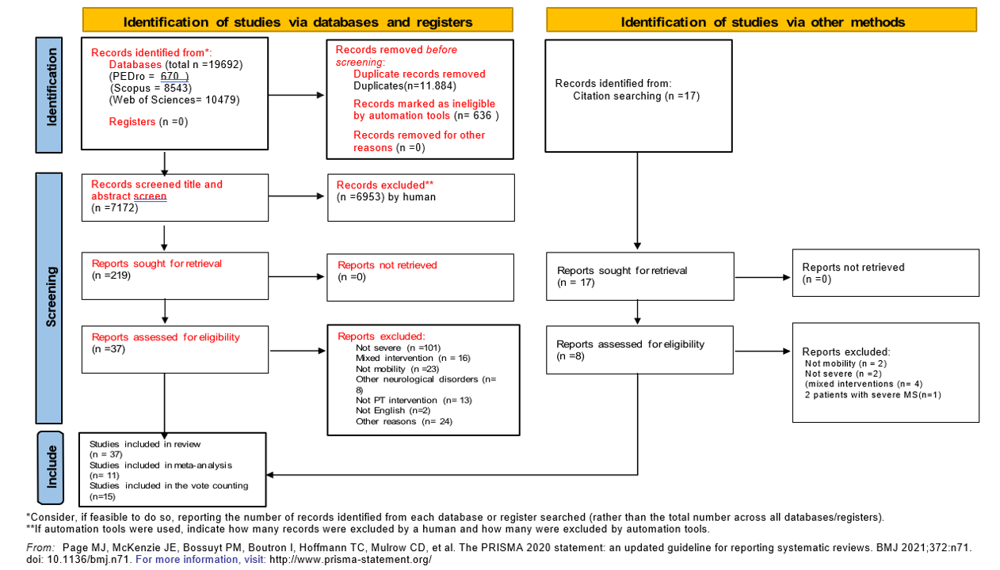 Identification of studies via databases and registers
Identification of studies via other methods
Identification
Records identified from*:
Databases (total n =19692)
(PEDro = 670 )
(Scopus = 8543)
(Web of Sciences= 10479)
Registers (n =0)
Records removed before
screening:
Duplicate records removed
Duplicates(n=11.884)
Records marked as ineligible
by automation tools (n= 636 )
Records removed for other
reasons (n =0)
Records identified from:
Citation searching (n =17)
Screening
Records screened title and
abstract screen
(n =7172)
Records excluded**
(n =6953) by human
Reports sought for retrieval
(n =219)
Reports not retrieved
(n =0)
Reports sought for retrieval
(n = 17)
Reports not retrieved
(n =0)
Reports assessed for eligibility
(n =37)
Reports excluded:
Not severe (n =101)
Mixed intervention (n = 16)
Not mobility (n =23)
Other neurological disorders (n=
8)
Not PT intervention (n= 13)
Not English (n=2)
Other reasons (n= 24)
Reports assessed for eligibility
(n =8)
Reports excluded:
Not mobility (n = 2)
Not severe (n =2)
(mixed interventions (n= 4)
2 patients with severe MS(n=1)
Include
Studies included in review
(n = 37)
Studies included in meta-analysis
(n= 11)
Studies included in the vote counting
(n=15)
*Consider, if feasible to do so, reporting the number of records identified from each database or register searched (rather than the total number across all databases/registers).
**If automation tools were used, indicate how many records were excluded by a human and how many were excluded by automation tools.
From: Page MJ, McKenzie JE, Bossuyt PM, Boutron I, Hoffmann TC, Mulrow CD, et al. The PRISMA 2020 statement: an updated guideline for reporting systematic reviews. BMJ 2021;372:n71.
doi: 10.1136/bmj.n71. For more information, visit: http://www.prisma-statement.org/